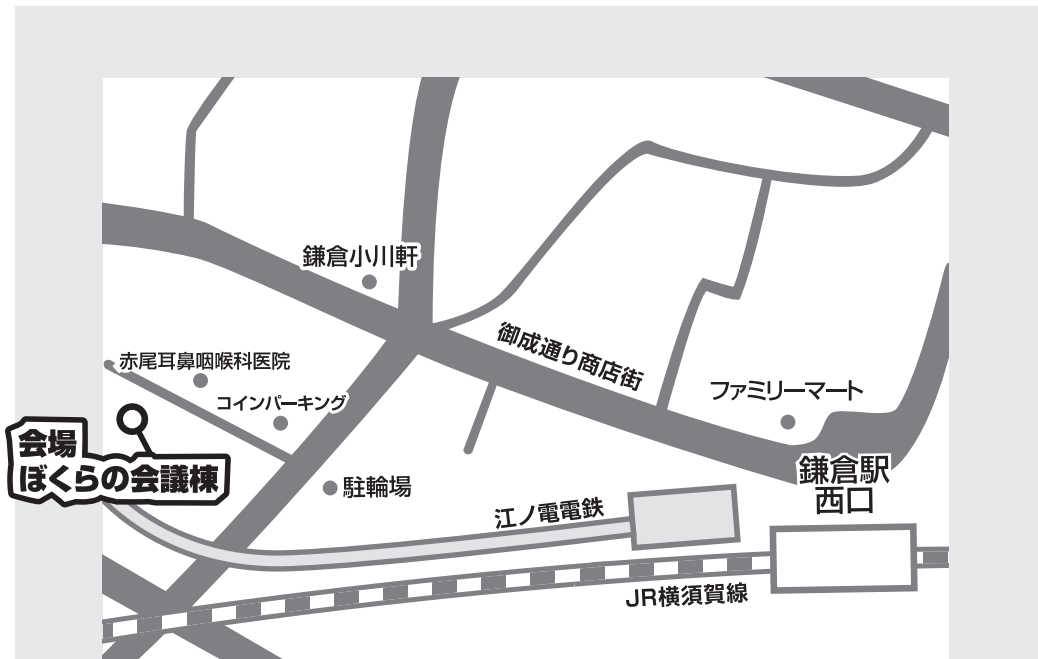 鎌倉小川軒
御成通り商店街
赤尾耳鼻咽喉科医院
コインパーキング
ファミリーマート
会場
ぼくらの会議棟
駐輪場
鎌倉駅
西口
江ノ電電鉄
JR横須賀線